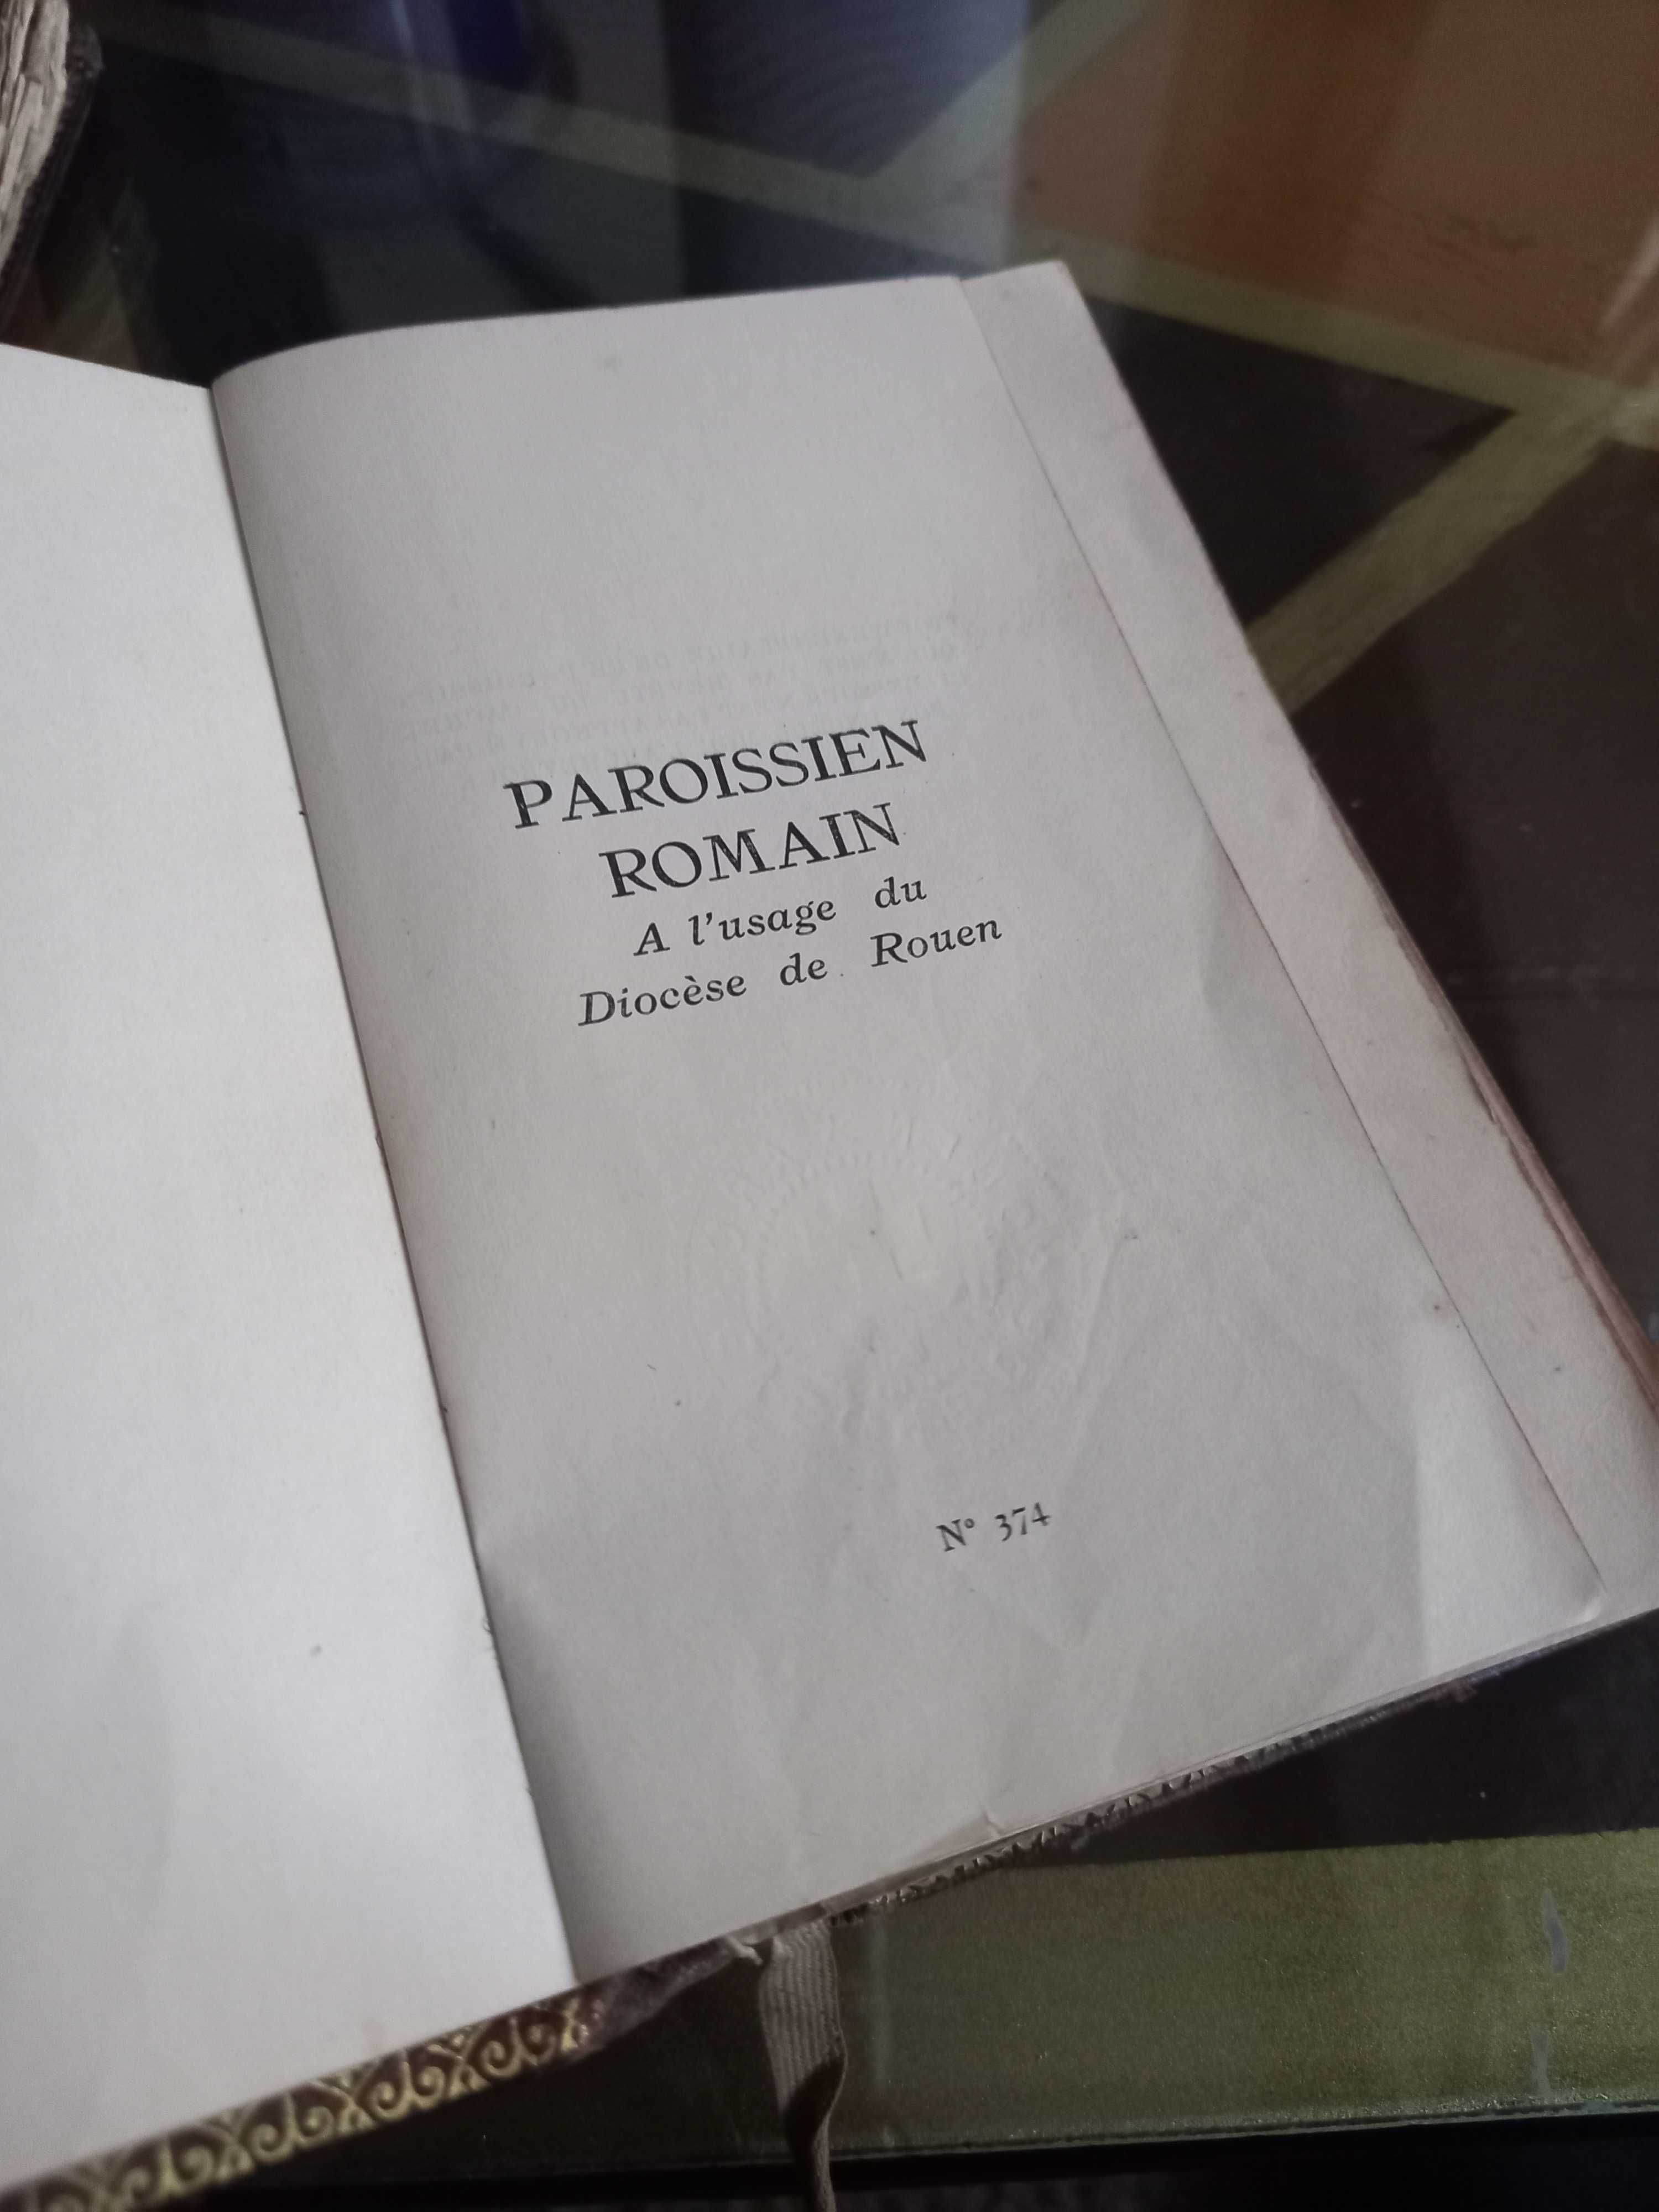 PAROISSIEN
ROMAIN
A l'usage du
Diocèse de Rouen
N° 374